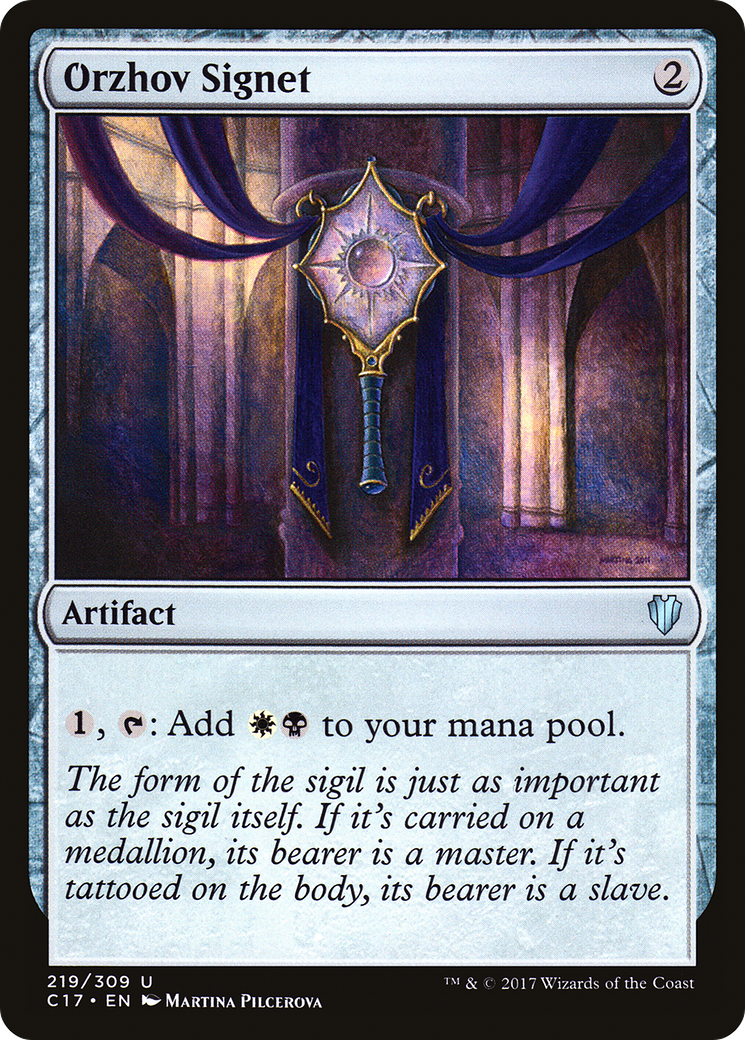 Orzhov Signet
2
Artifact
1, : Add to your mana pool.
The form of the sigil is just as important
as the sigil itself. If it's carried on a
medallion, its bearer is a master. If it's
tattooed on the body, its bearer is a slave.
219/309 U
C17 • EN Martina Pilcerova
™ & © 2017 Wizards of the Coast